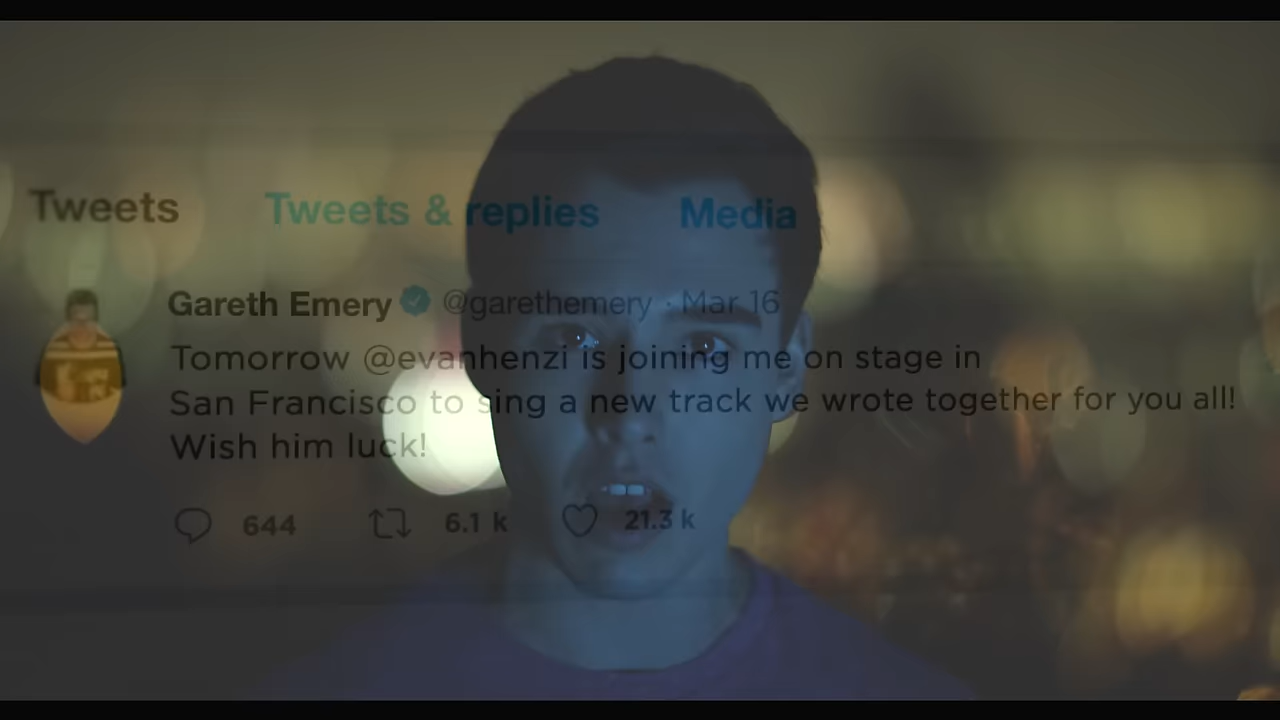 Tweets Tweets & replies Media
Gareth Emery @garethemery · Mar 16
Tomorrow @evanhenzi is joining me on stage in
San Francisco to sing a new track we wrote together for you all!
Wish him luck!
644 6.1 k 21.3 k